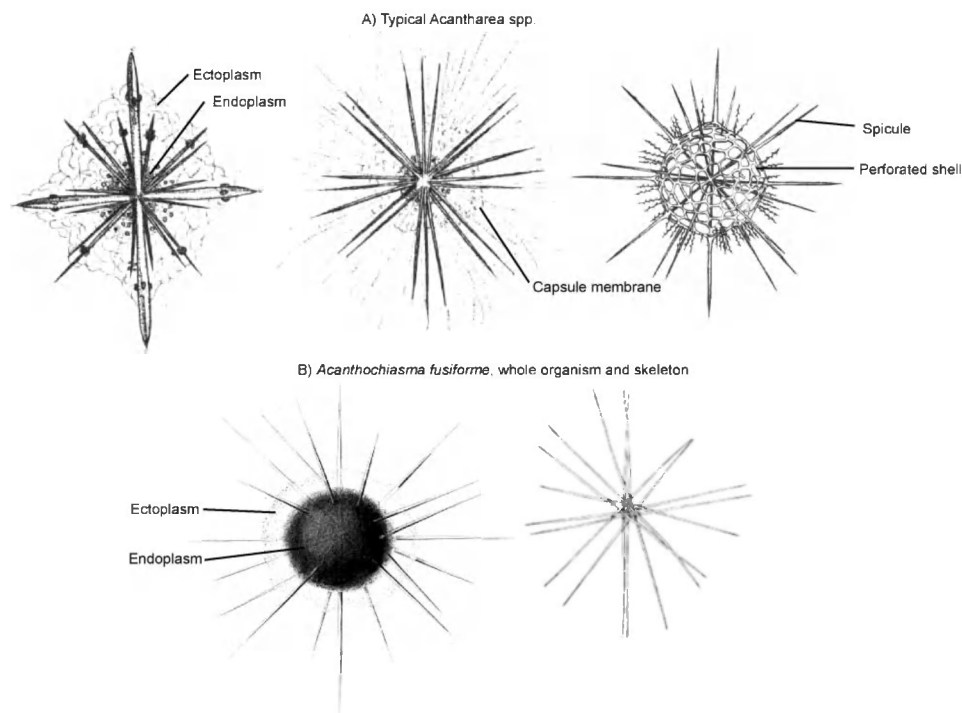 A) Typical Acantharea spp.
Ectoplasm
Endoplasm
Spicule
Perforated shell
Capsule membrane
B) Acanthochiasma fusiforme, whole organism and skeleton
Ectoplasm
Endoplasm